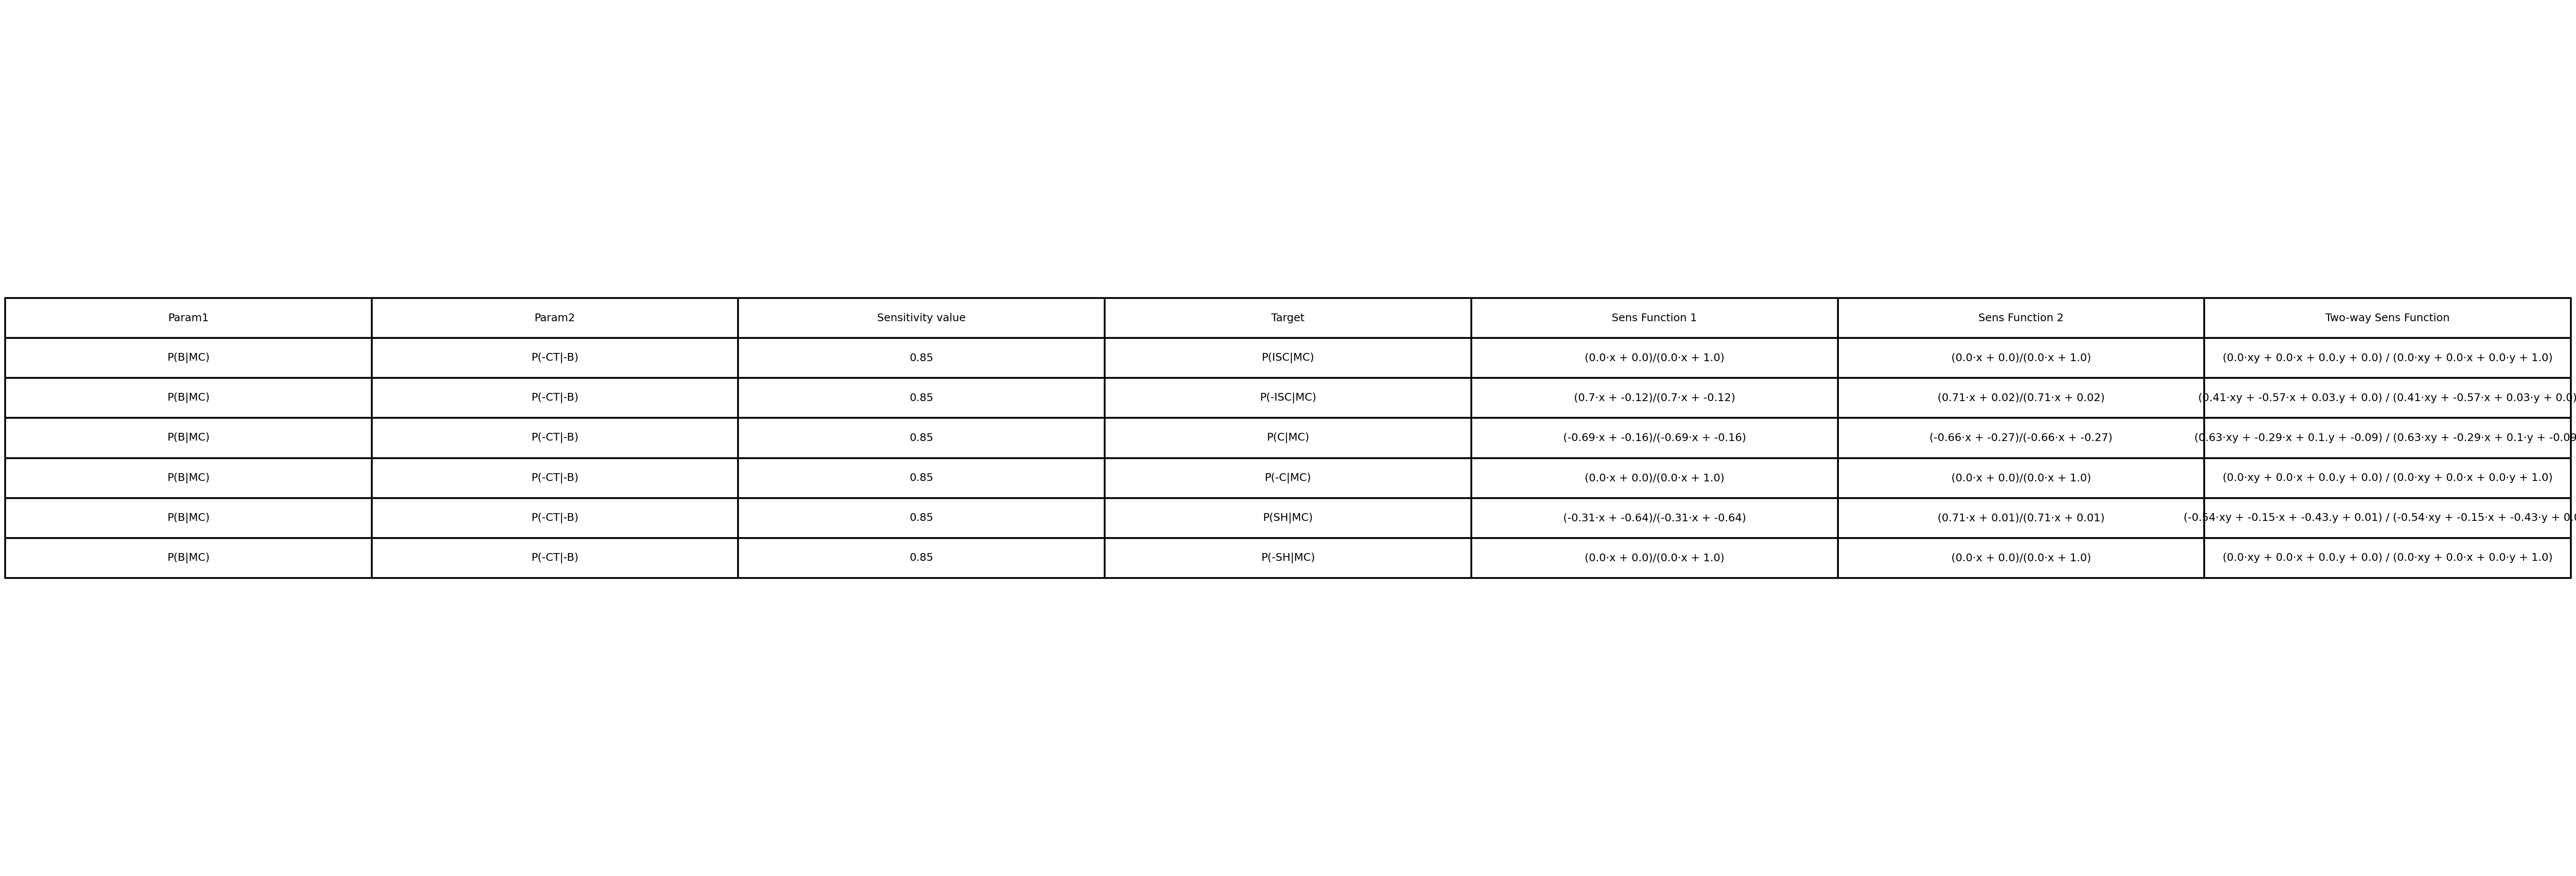 Param1 Param2 Sensitivity value Target Sens Function 1 Sens Function 2 Two-way Sens Function
P(B|MC) P(-CT|-B) 0.85 P(ISC|MC) (0.0·x + 0.0)/(0.0·x + 1.0) (0.0·x + 0.0)/(0.0·x + 1.0) (0.0·xy + 0.0·x + 0.0.y + 0.0) / (0.0·xy + 0.0·x + 0.0·y + 1.0)
P(B|MC) P(-CT|-B) 0.85 P(-ISC|MC) (0.7·x + -0.12)/(0.7·x + -0.12) (0.71·x + 0.02)/(0.71·x + 0.02) (0.41·xy + -0.57·x + 0.03.y + 0.0) / (0.41·xy + -0.57·x + 0.03·y + 0.0)
P(B|MC) P(-CT|-B) 0.85 P(C|MC) (-0.69·x + -0.16)/(-0.69·x + -0.16) (-0.66·x + -0.27)/(-0.66·x + -0.27) (0.63·xy + -0.29·x + 0.1.y + -0.09) / (0.63·xy + -0.29·x + 0.1·y + -0.09
P(B|MC) P(-CT|-B) 0.85 P(-C|MC) (0.0·x + 0.0)/(0.0·x + 1.0) (0.0·x + 0.0)/(0.0·x + 1.0) (0.0·xy + 0.0·x + 0.0.y + 0.0) / (0.0·xy + 0.0·x + 0.0·y + 1.0)
P(B|MC) P(-CT|-B) 0.85 P(SH|MC) (-0.31·x + -0.64)/(-0.31·x + -0.64) (0.71·x + 0.01)/(0.71·x + 0.01) (-0.54·xy + -0.15·x + -0.43.y + 0.01) / (-0.54·xy + -0.15·x + -0.43·y +
P(B|MC) P(-CT|-B) 0.85 P(-SH|MC) (0.0·x + 0.0)/(0.0·x + 1.0) (0.0·x + 0.0)/(0.0·x + 1.0) (0.0·xy + 0.0·x + 0.0.y + 0.0) / (0.0·xy + 0.0·x + 0.0·y + 1.0)